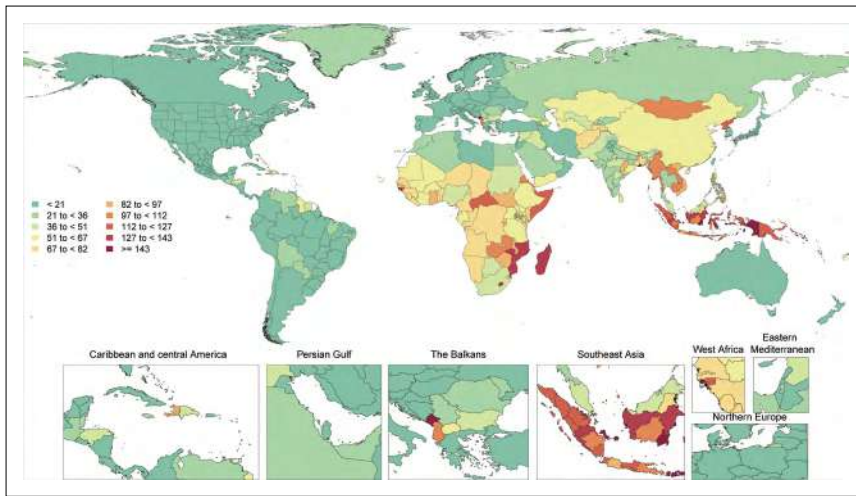 < 21
21 to < 36
36 to < 51
51 to < 67
67 to < 82
82 to < 97
97 to < 112
112 to < 127
127 to < 143
>= 143
Caribbean and central America
Persian Gulf
The Balkans
Southeast Asia
West Africa
Eastern
Mediterranean
Northern Europe